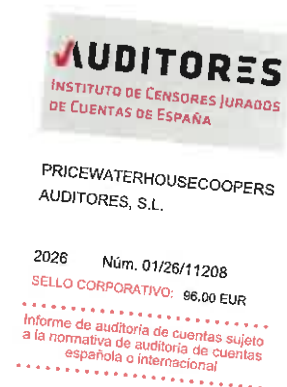 AUDITORES
INSTITUTO DE CENSORES JURADOS
DE CUENTAS DE ESPAÑA
PRICEWATERHOUSECOOPERS
AUDITORES, S.L.
2026 Núm. 01/26/11208
SELLO CORPORATIVO: 96,00 EUR
Informe de auditoría de cuentas sujeto
a la normativa de auditoría de cuentas
española o internacional